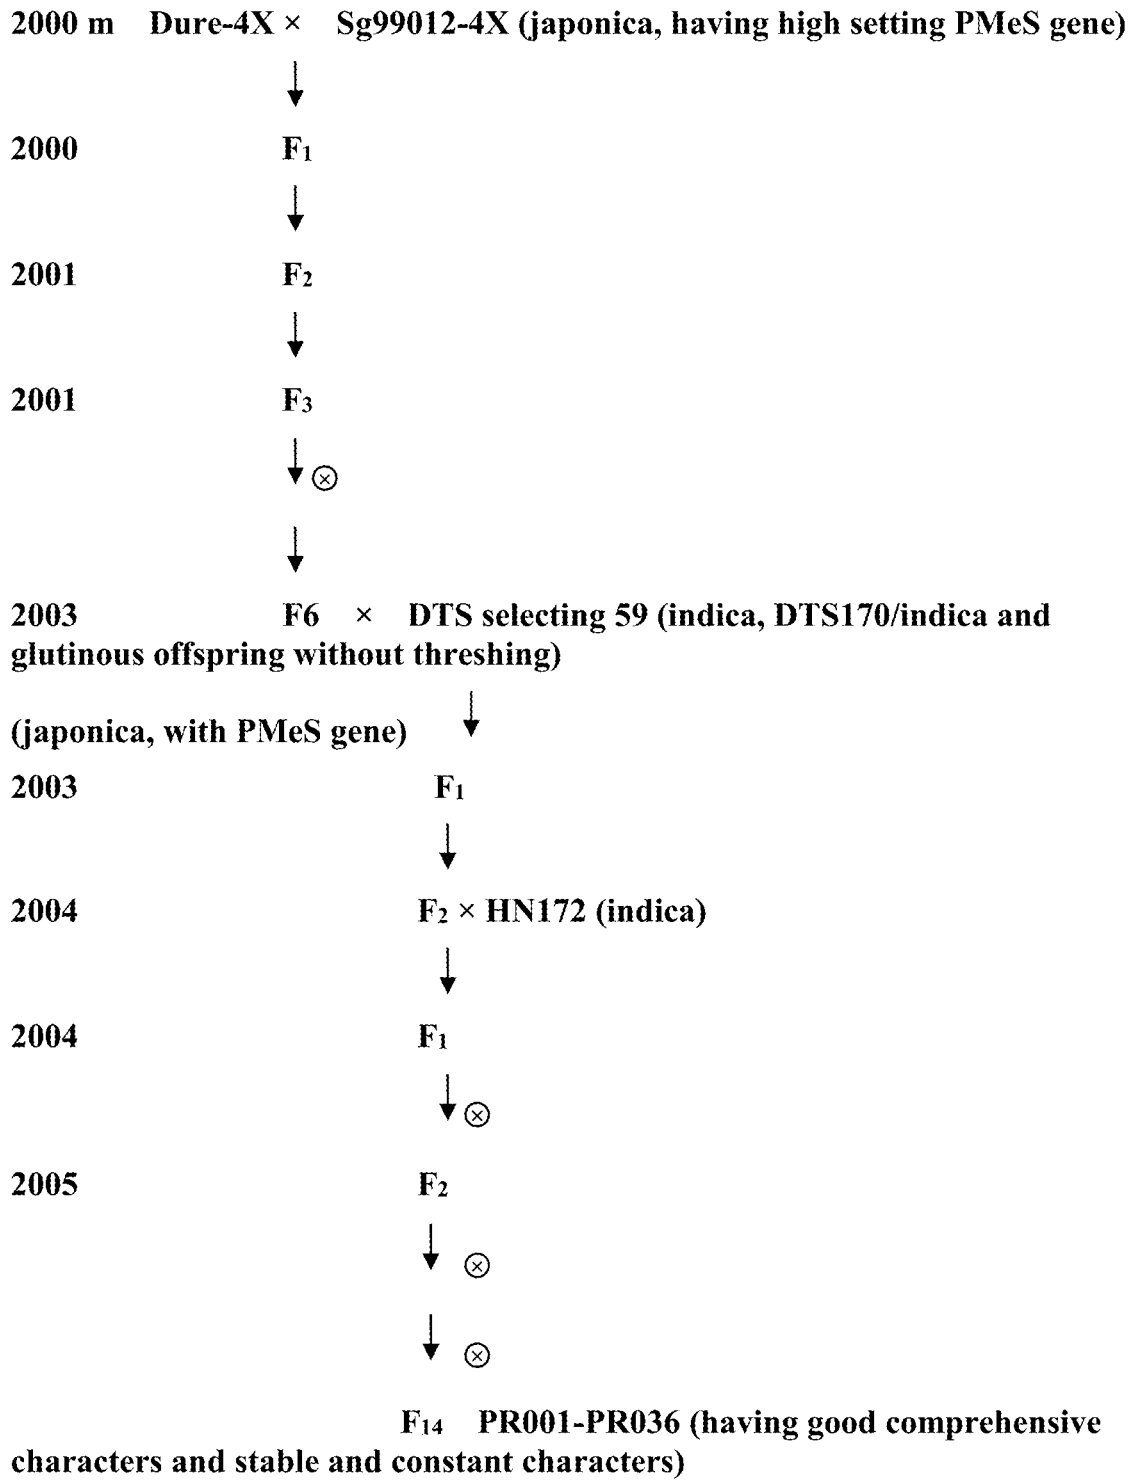 2000 m Dure-4X × Sg99012-4X (japonica, having high setting PMeS gene)
2000 F₁
2001 F₂
2001 F₃
⊗
2003 F6 × DTS selecting 59 (indica, DTS170/indica and
glutinous offspring without threshing)
(japonica, with PMeS gene)
2003 F₁
2004 F₂ × HN172 (indica)
2004 F₁
⊗
2005 F₂
⊗
⊗
F₁₄ PR001-PR036 (having good comprehensive
characters and stable and constant characters)